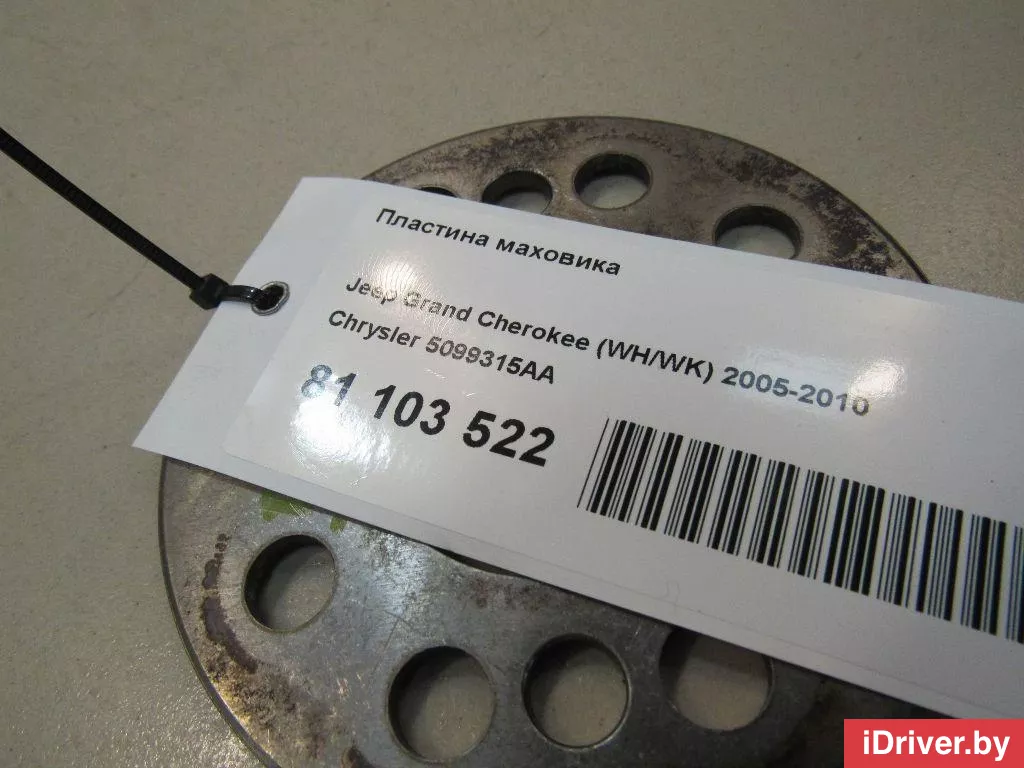 Пластина маховика
Jeep Grand Cherokee (WH/WK) 2005-2010
Chrysler 5099315AA
81 103 522
iDriver.by